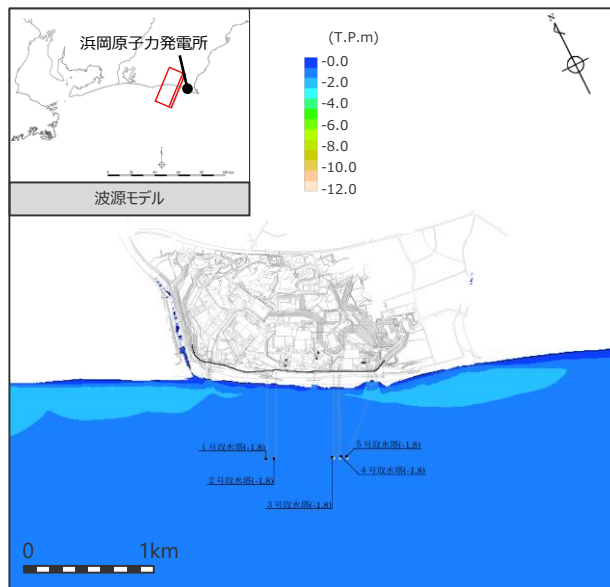 浜岡原子力発電所
波源モデル
(T.P.m)
-0.0
-2.0
-4.0
-6.0
-8.0
-10.0
-12.0
N
1号取水塔(-1.8)
2号取水塔(-1.8)
3号取水塔(-1.8)
5号取水塔(-1.8)
4号取水塔(-1.8)
0 1km